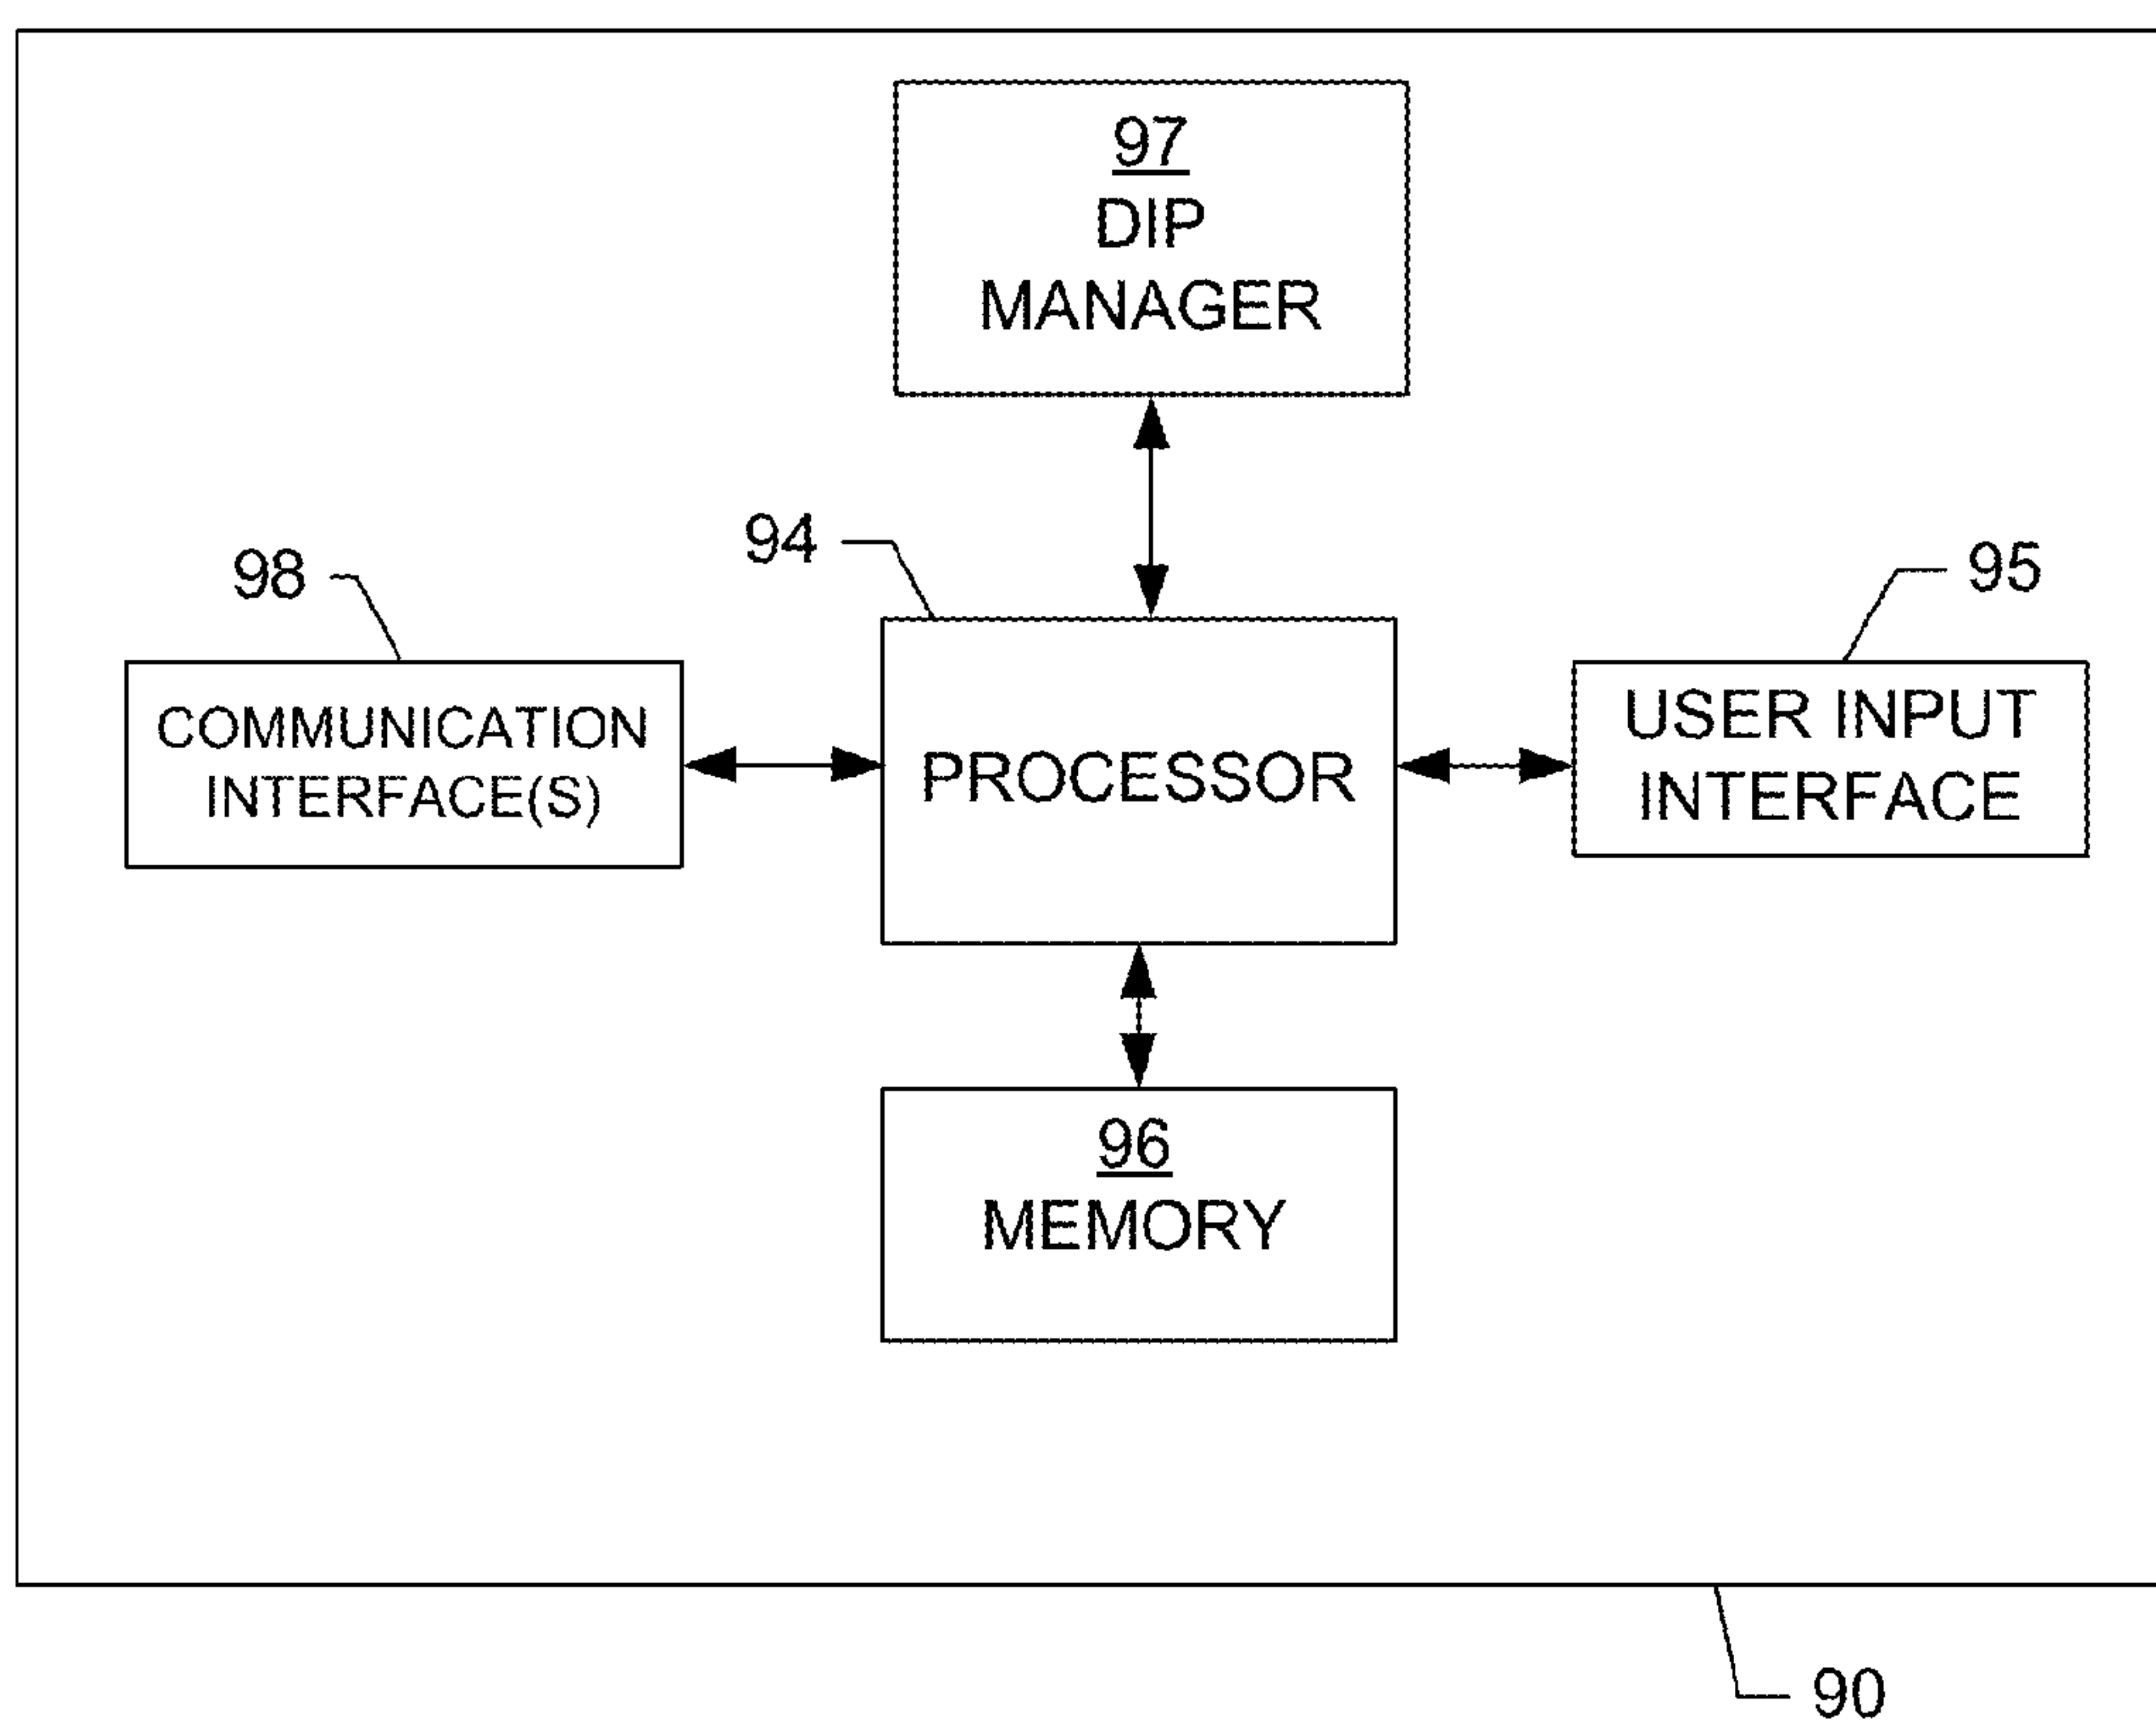 97
DIP
MANAGER
94
98
95
COMMUNICATION
INTERFACE(S)
PROCESSOR
USER INPUT
INTERFACE
96
MEMORY
90